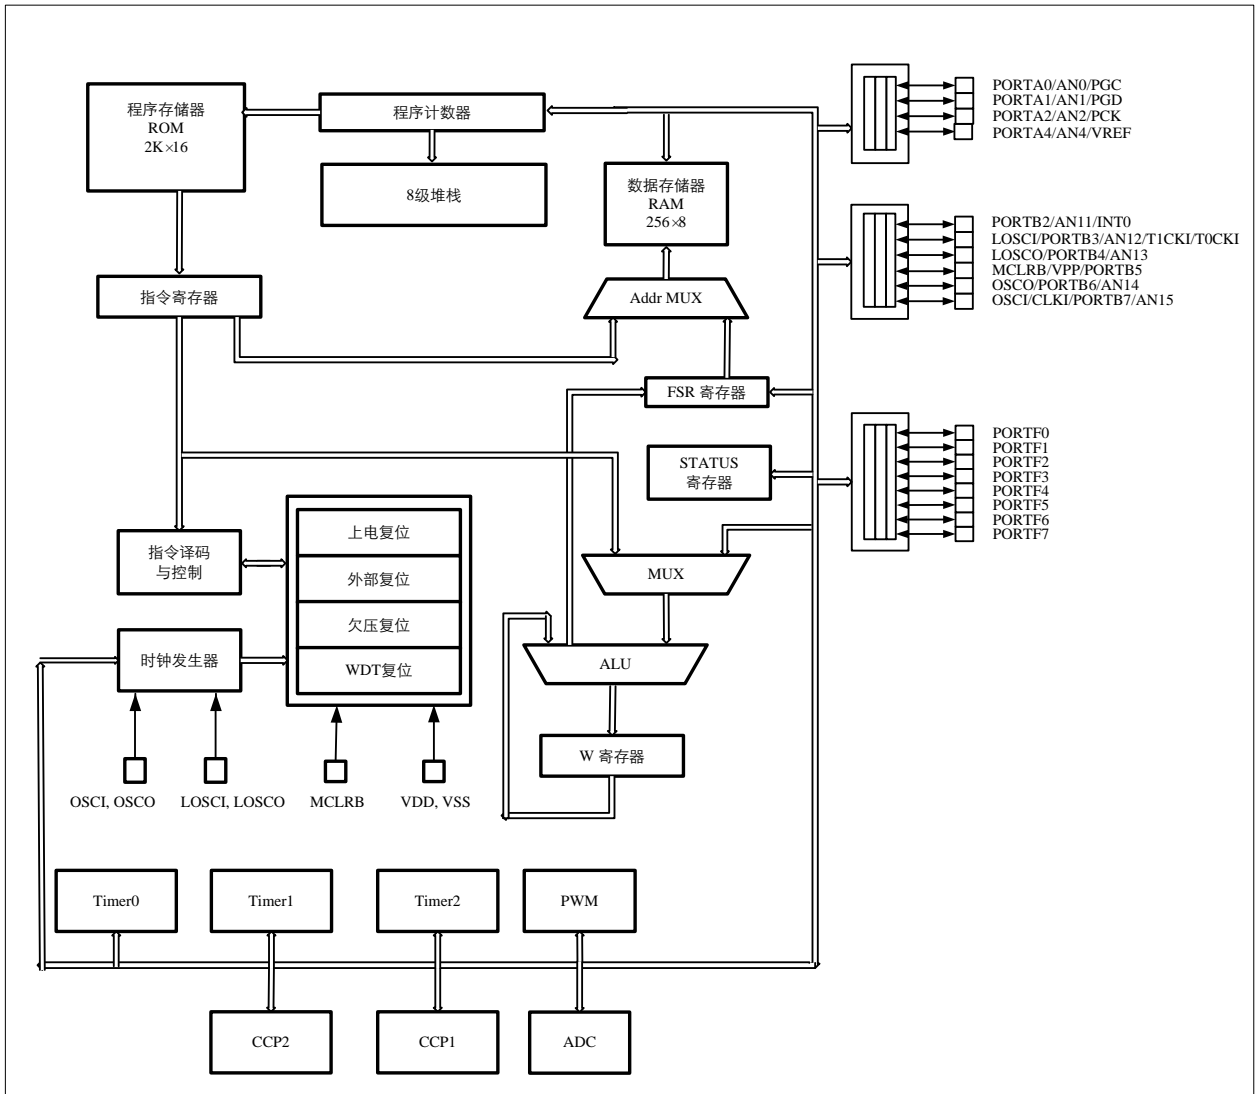 程序存储器
ROM
2K×16
程序计数器
8级堆栈
数据存储器
RAM
256×8
指令寄存器
Addr MUX
FSR 寄存器
STATUS
寄存器
上电复位
外部复位
欠压复位
WDT复位
指令译码
与控制
时钟发生器
MUX
ALU
W 寄存器
OSCI, OSCO
LOSCI, LOSCO
MCLRB
VDD, VSS
Timer0
Timer1
Timer2
PWM
CCP2
CCP1
ADC
PORTA0/AN0/PGC
PORTA1/AN1/PGD
PORTA2/AN2/PCK
PORTA4/AN4/VREF
PORTB2/AN11/INT0
LOSCI/PORTB3/AN12/T1CKI/T0CKI
LOSCO/PORTB4/AN13
MCLRB/VPP/PORTB5
OSCO/PORTB6/AN14
OSCI/CLKI/PORTB7/AN15
PORTF0
PORTF1
PORTF2
PORTF3
PORTF4
PORTF5
PORTF6
PORTF7